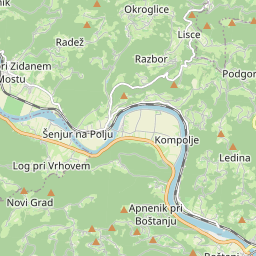 Okroglice
Lisce
Radež
Razbor
pri Zidanem
Mostu
Podgor
Šenjur na Polju
Kompolje
Ledina
Log pri Vrhovem
Novi Grad
Apnenik pri
Boštanju
Boštanj